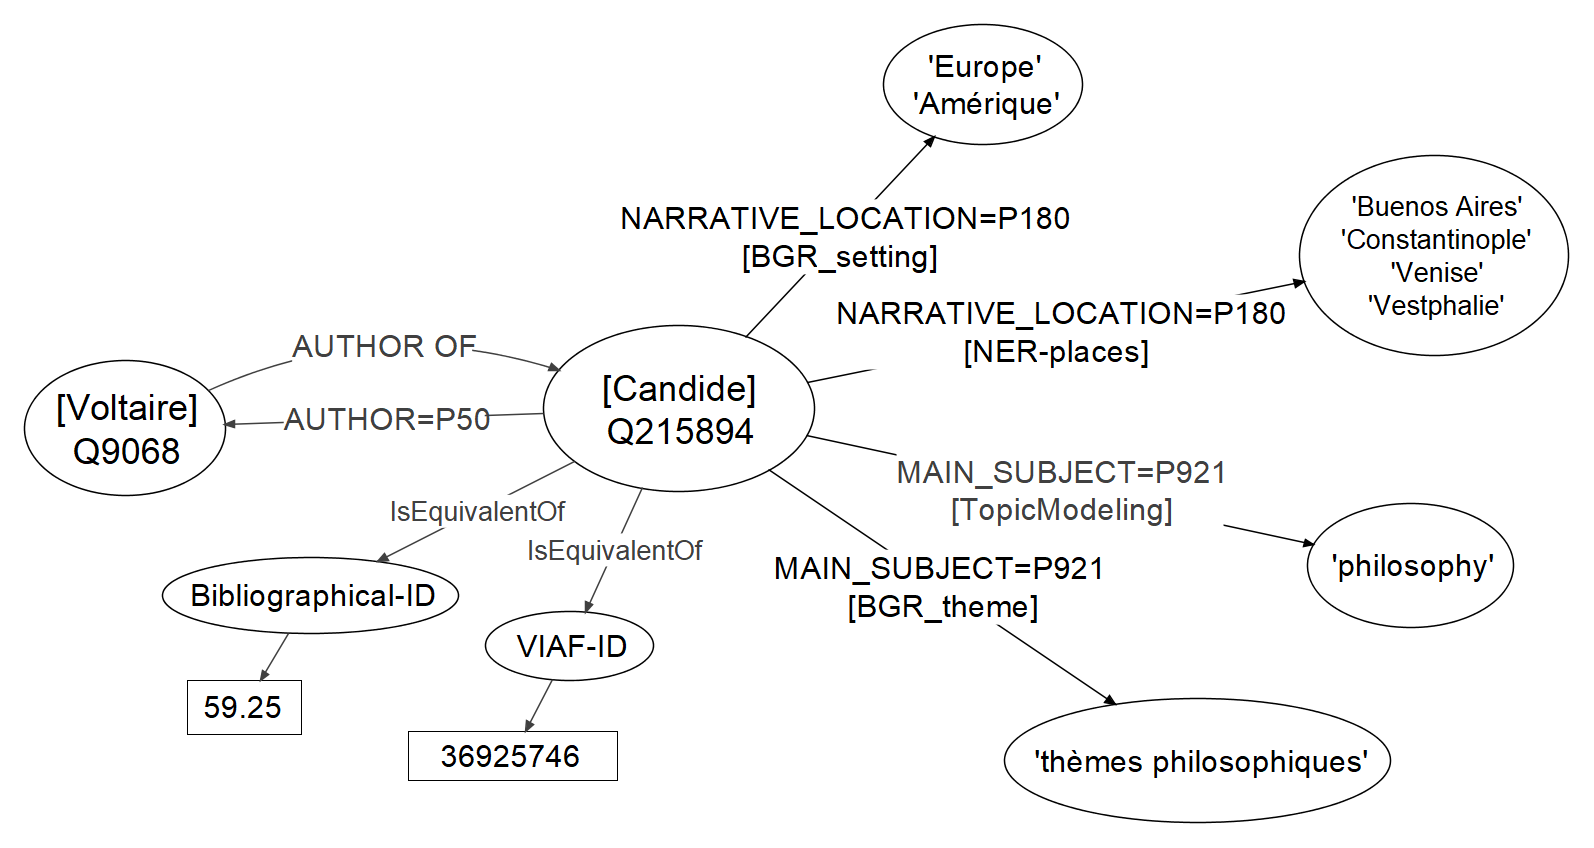 'Europe'
'Amérique'
'Buenos Aires'
'Constantinople'
'Venise'
'Vestphalie'
NARRATIVE_LOCATION=P180
[BGR_setting]
NARRATIVE_LOCATION=P180
[NER-places]
AUTHOR OF
AUTHOR=P50
[Voltaire]
Q9068
[Candide]
Q215894
MAIN_SUBJECT=P921
[TopicModeling]
'philosophy'
IsEquivalentOf
IsEquivalentOf
MAIN_SUBJECT=P921
[BGR_theme]
Bibliographical-ID
VIAF-ID
59.25
36925746
'thèmes philosophiques'